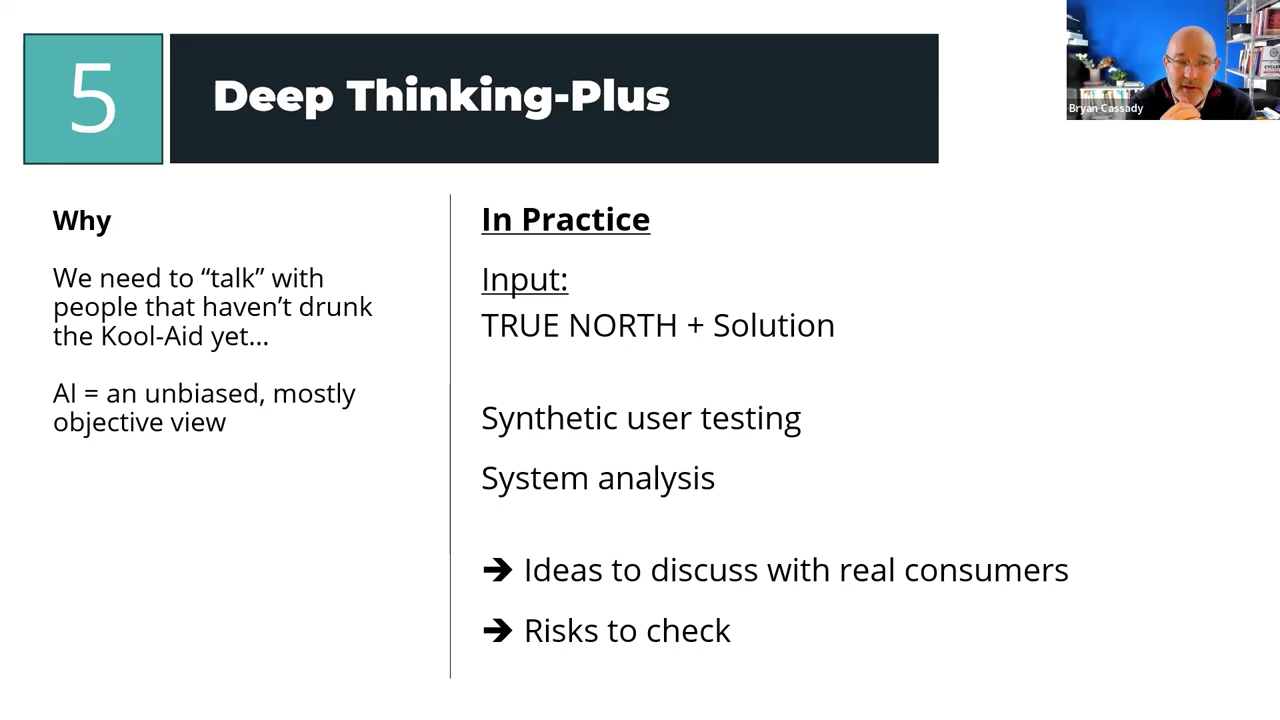 5
Deep Thinking-Plus
Bryan Cassady
Why
We need to “talk” with
people that haven’t drunk
the Kool-Aid yet…
AI = an unbiased, mostly
objective view
In Practice
Input:
TRUE NORTH + Solution
Synthetic user testing
System analysis
➔ Ideas to discuss with real consumers
➔ Risks to check